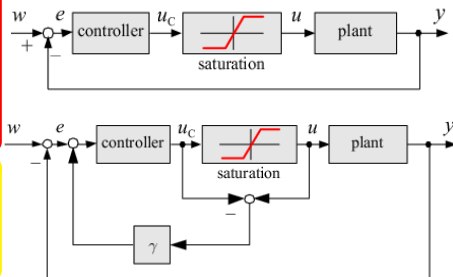 w e controller u_C u plant y
+ −
saturation
w e controller u_C u plant y
−
saturation
−
γ